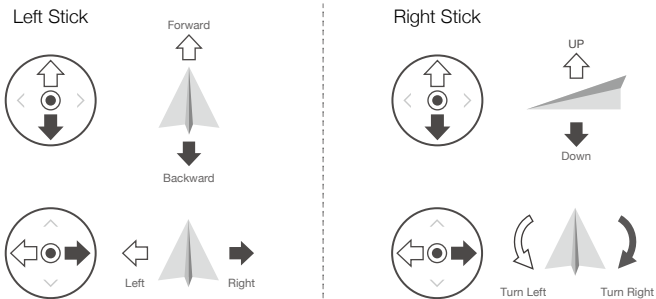 Left Stick
Forward
Backward
Left
Right
Right Stick
UP
Down
Turn Left
Turn Right